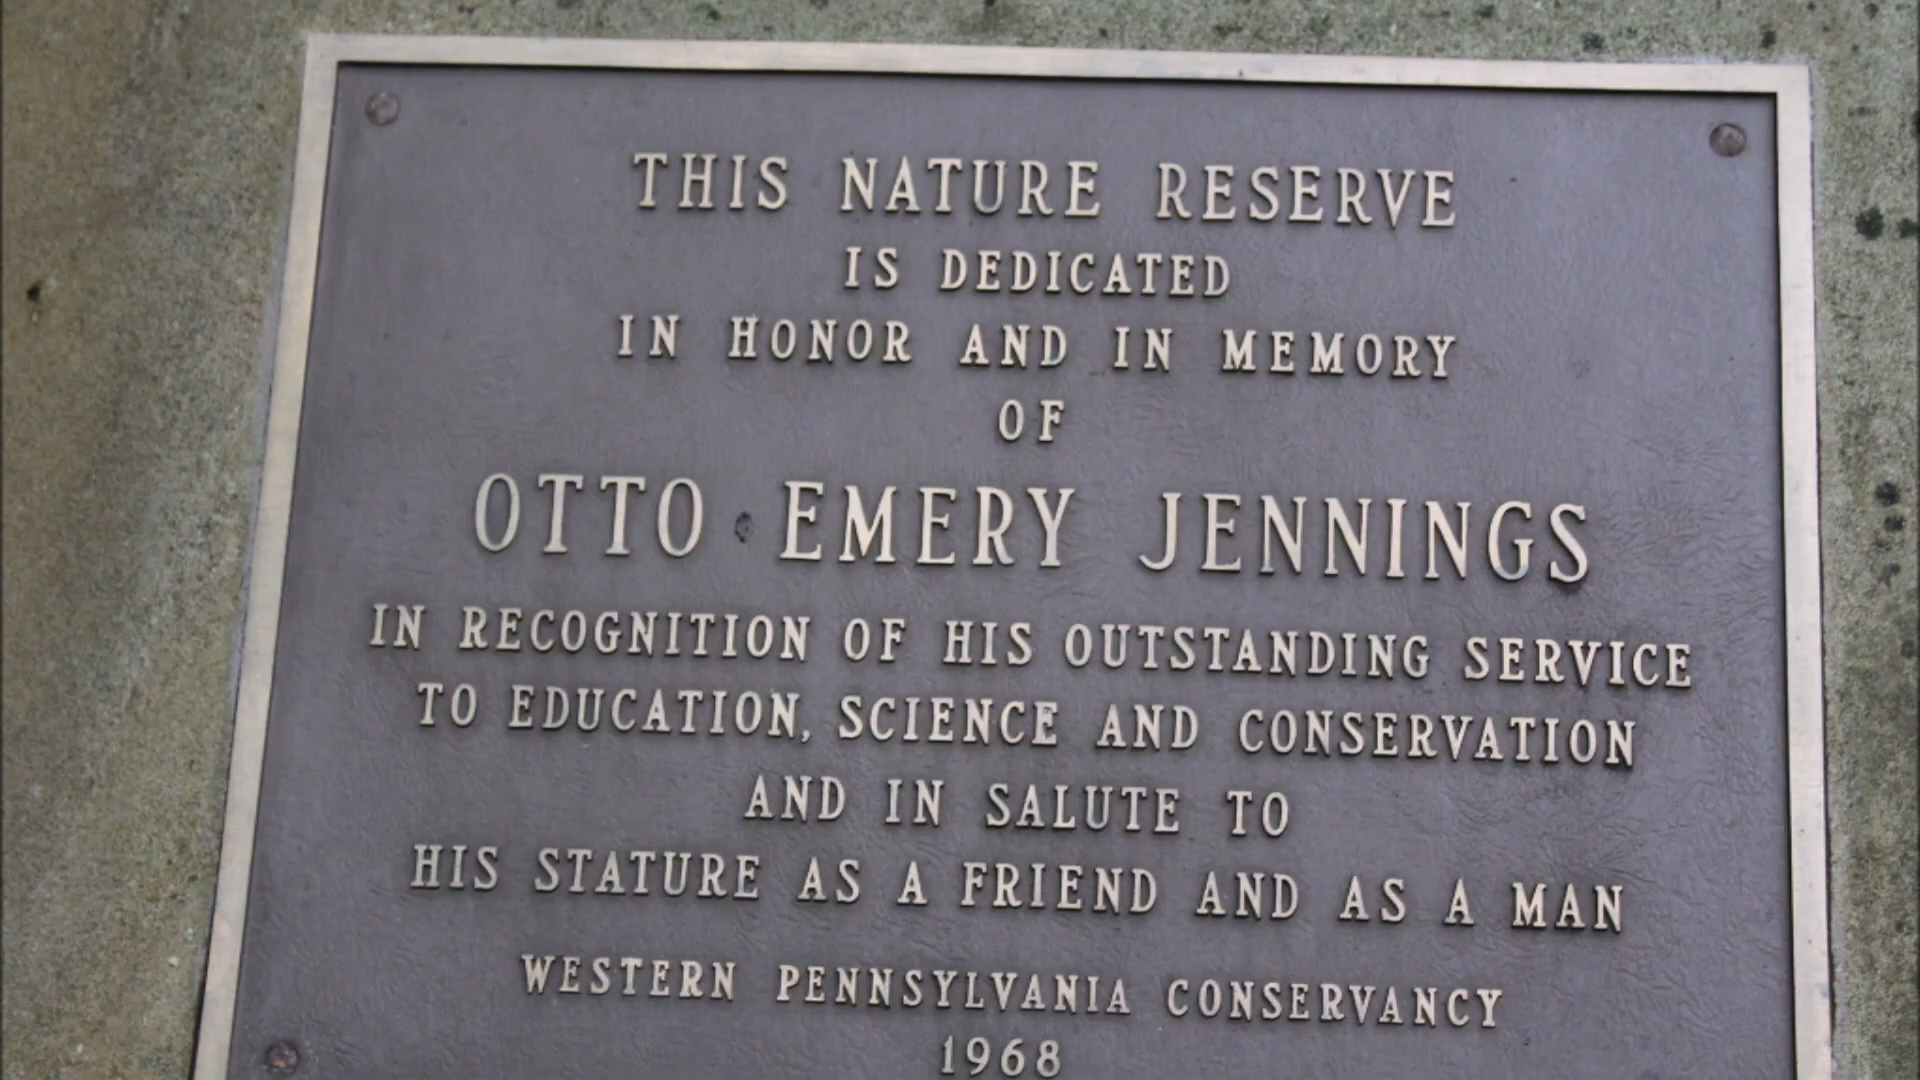 THIS NATURE RESERVE
IS DEDICATED
IN HONOR AND IN MEMORY
OF
OTTO EMERY JENNINGS
IN RECOGNITION OF HIS OUTSTANDING SERVICE
TO EDUCATION, SCIENCE AND CONSERVATION
AND IN SALUTE TO
HIS STATURE AS A FRIEND AND AS A MAN
WESTERN PENNSYLVANIA CONSERVANCY
1968